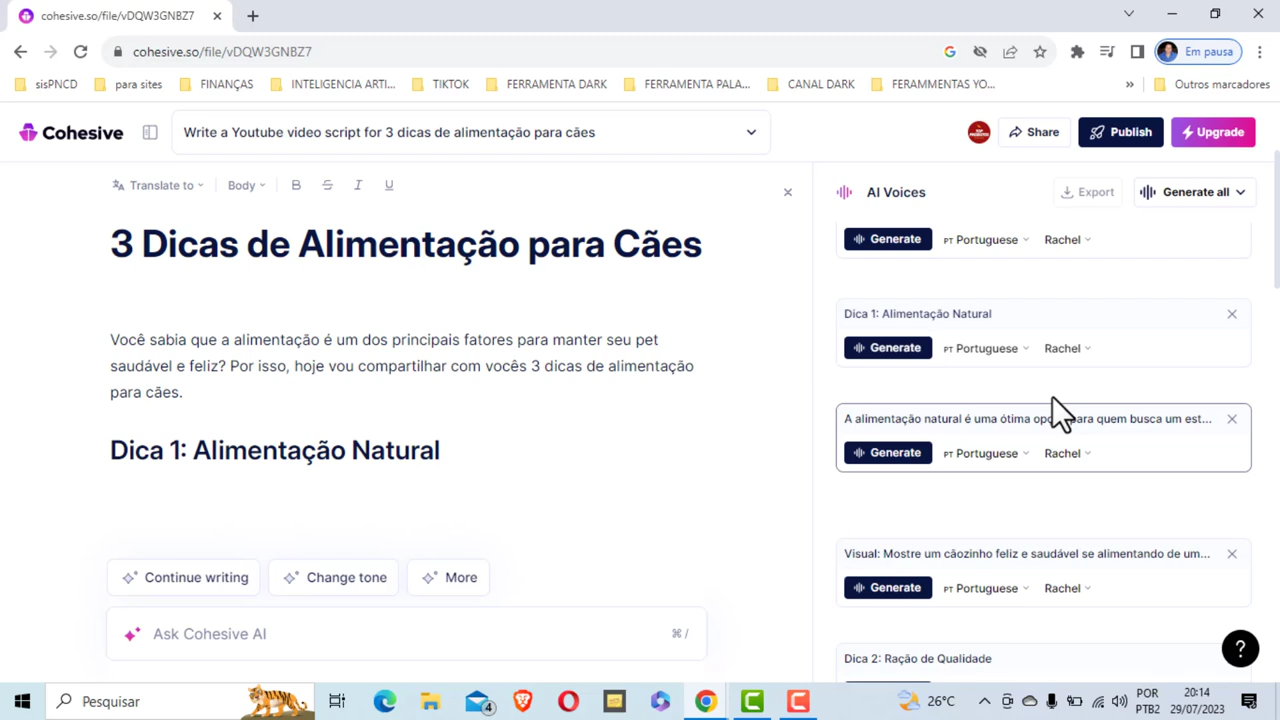 cohesive.so/file/vDQW3GNBZ7
cohesive.so/file/vDQW3GNBZ7
Em pausa
sisPNCD
para sites
FINANÇAS
INTELIGENCIA ARTI...
TIKTOK
FERRAMENTA DARK
FERRAMENTA PALA...
CANAL DARK
FERAMMENTAS YO...
»
Outros marcadores
Cohesive
Write a Youtube video script for 3 dicas de alimentação para cães
Share
Publish
Upgrade
Translate to
Body
B
S
I
U
AI Voices
Export
Generate all
3 Dicas de Alimentação para Cães
Você sabia que a alimentação é um dos principais fatores para manter seu pet
saudável e feliz? Por isso, hoje vou compartilhar com vocês 3 dicas de alimentação
para cães.
Dica 1: Alimentação Natural
Continue writing
Change tone
More
Ask Cohesive AI
⌘ /
Generate
PT Portuguese
Rachel
Dica 1: Alimentação Natural
Generate
PT Portuguese
Rachel
A alimentação natural é uma ótima para quem busca um est...
Generate
PT Portuguese
Rachel
Visual: Mostre um cãozinho feliz e saudável se alimentando de um...
Generate
PT Portuguese
Rachel
Dica 2: Ração de Qualidade
?
Pesquisar
4
26°C
POR
PTB2
20:14
29/07/2023